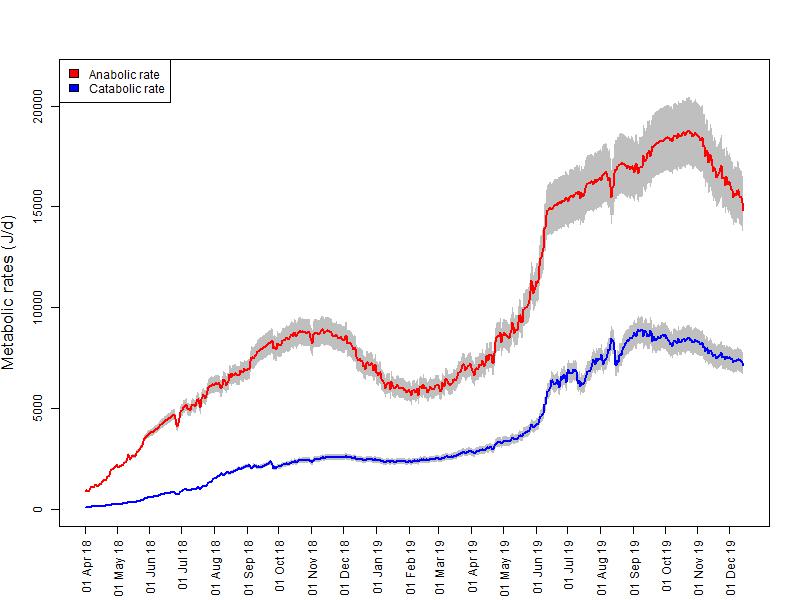 Anabolic rate
Catabolic rate
Metabolic rates (J/d)
20000
15000
10000
5000
0
01 Apr 18
01 May 18
01 Jun 18
01 Jul 18
01 Aug 18
01 Sep 18
01 Oct 18
01 Nov 18
01 Dec 18
01 Jan 19
01 Feb 19
01 Mar 19
01 Apr 19
01 May 19
01 Jun 19
01 Jul 19
01 Aug 19
01 Sep 19
01 Oct 19
01 Nov 19
01 Dec 19